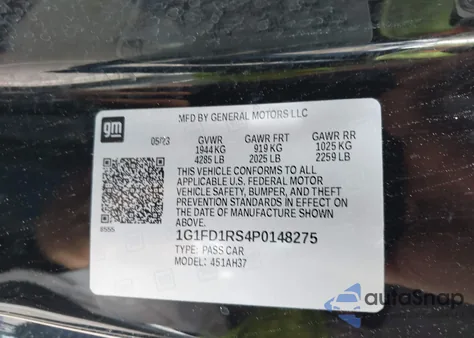 MFD BY GENERAL MOTORS LLC
gm
05/23 GVWR GAWR FRT GAWR RR
1944 KG 919 KG 1025 KG
4285 LB 2025 LB 2259 LB
THIS VEHICLE CONFORMS TO ALL
APPLICABLE U.S. FEDERAL MOTOR
VEHICLE SAFETY, BUMPER, AND THEFT
PREVENTION STANDARDS IN EFFECT ON
THE DATE OF MANUFACTURE SHOWN
ABOVE.
8555
1G1FD1RS4P0148275
TYPE: PASS CAR
MODEL: 451AH37
autoSnap